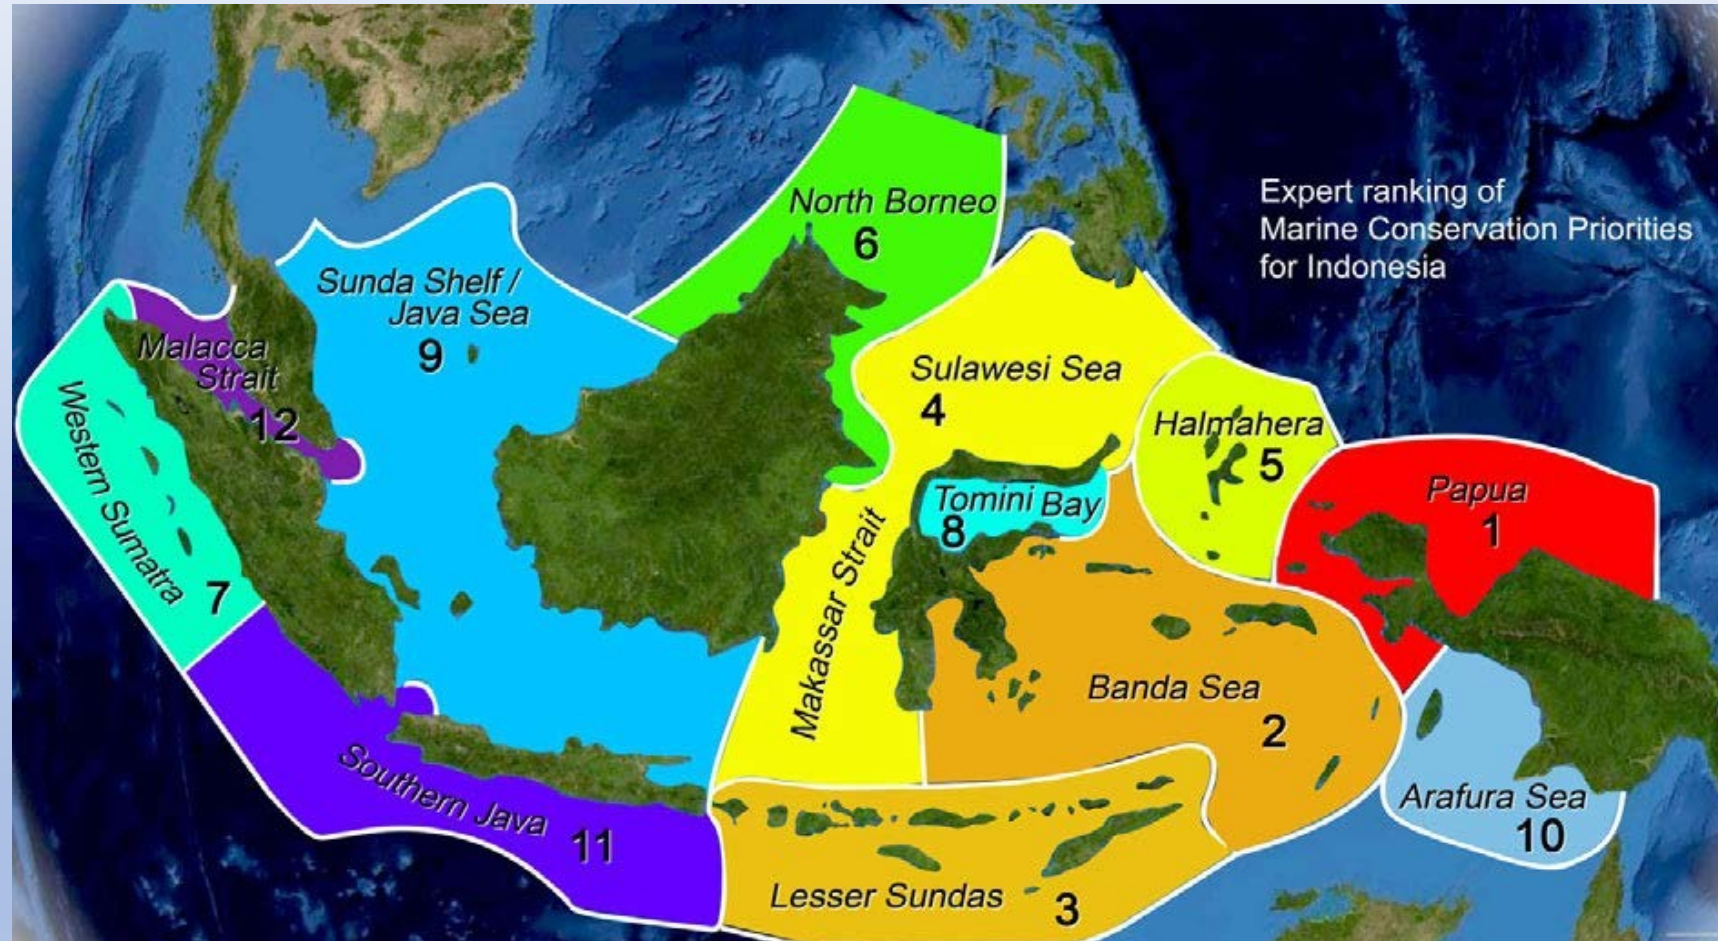 North Borneo
6
Expert ranking of
Marine Conservation Priorities
for Indonesia
Sunda Shelf /
Java Sea
9
Malacca
Strait
12
Western Sumatra
7
Sulawesi Sea
4
Makassar Strait
Halmahera
5
Tomini Bay
8
Papua
1
Banda Sea
2
Southern Java
11
Lesser Sundas
3
Arafura Sea
10